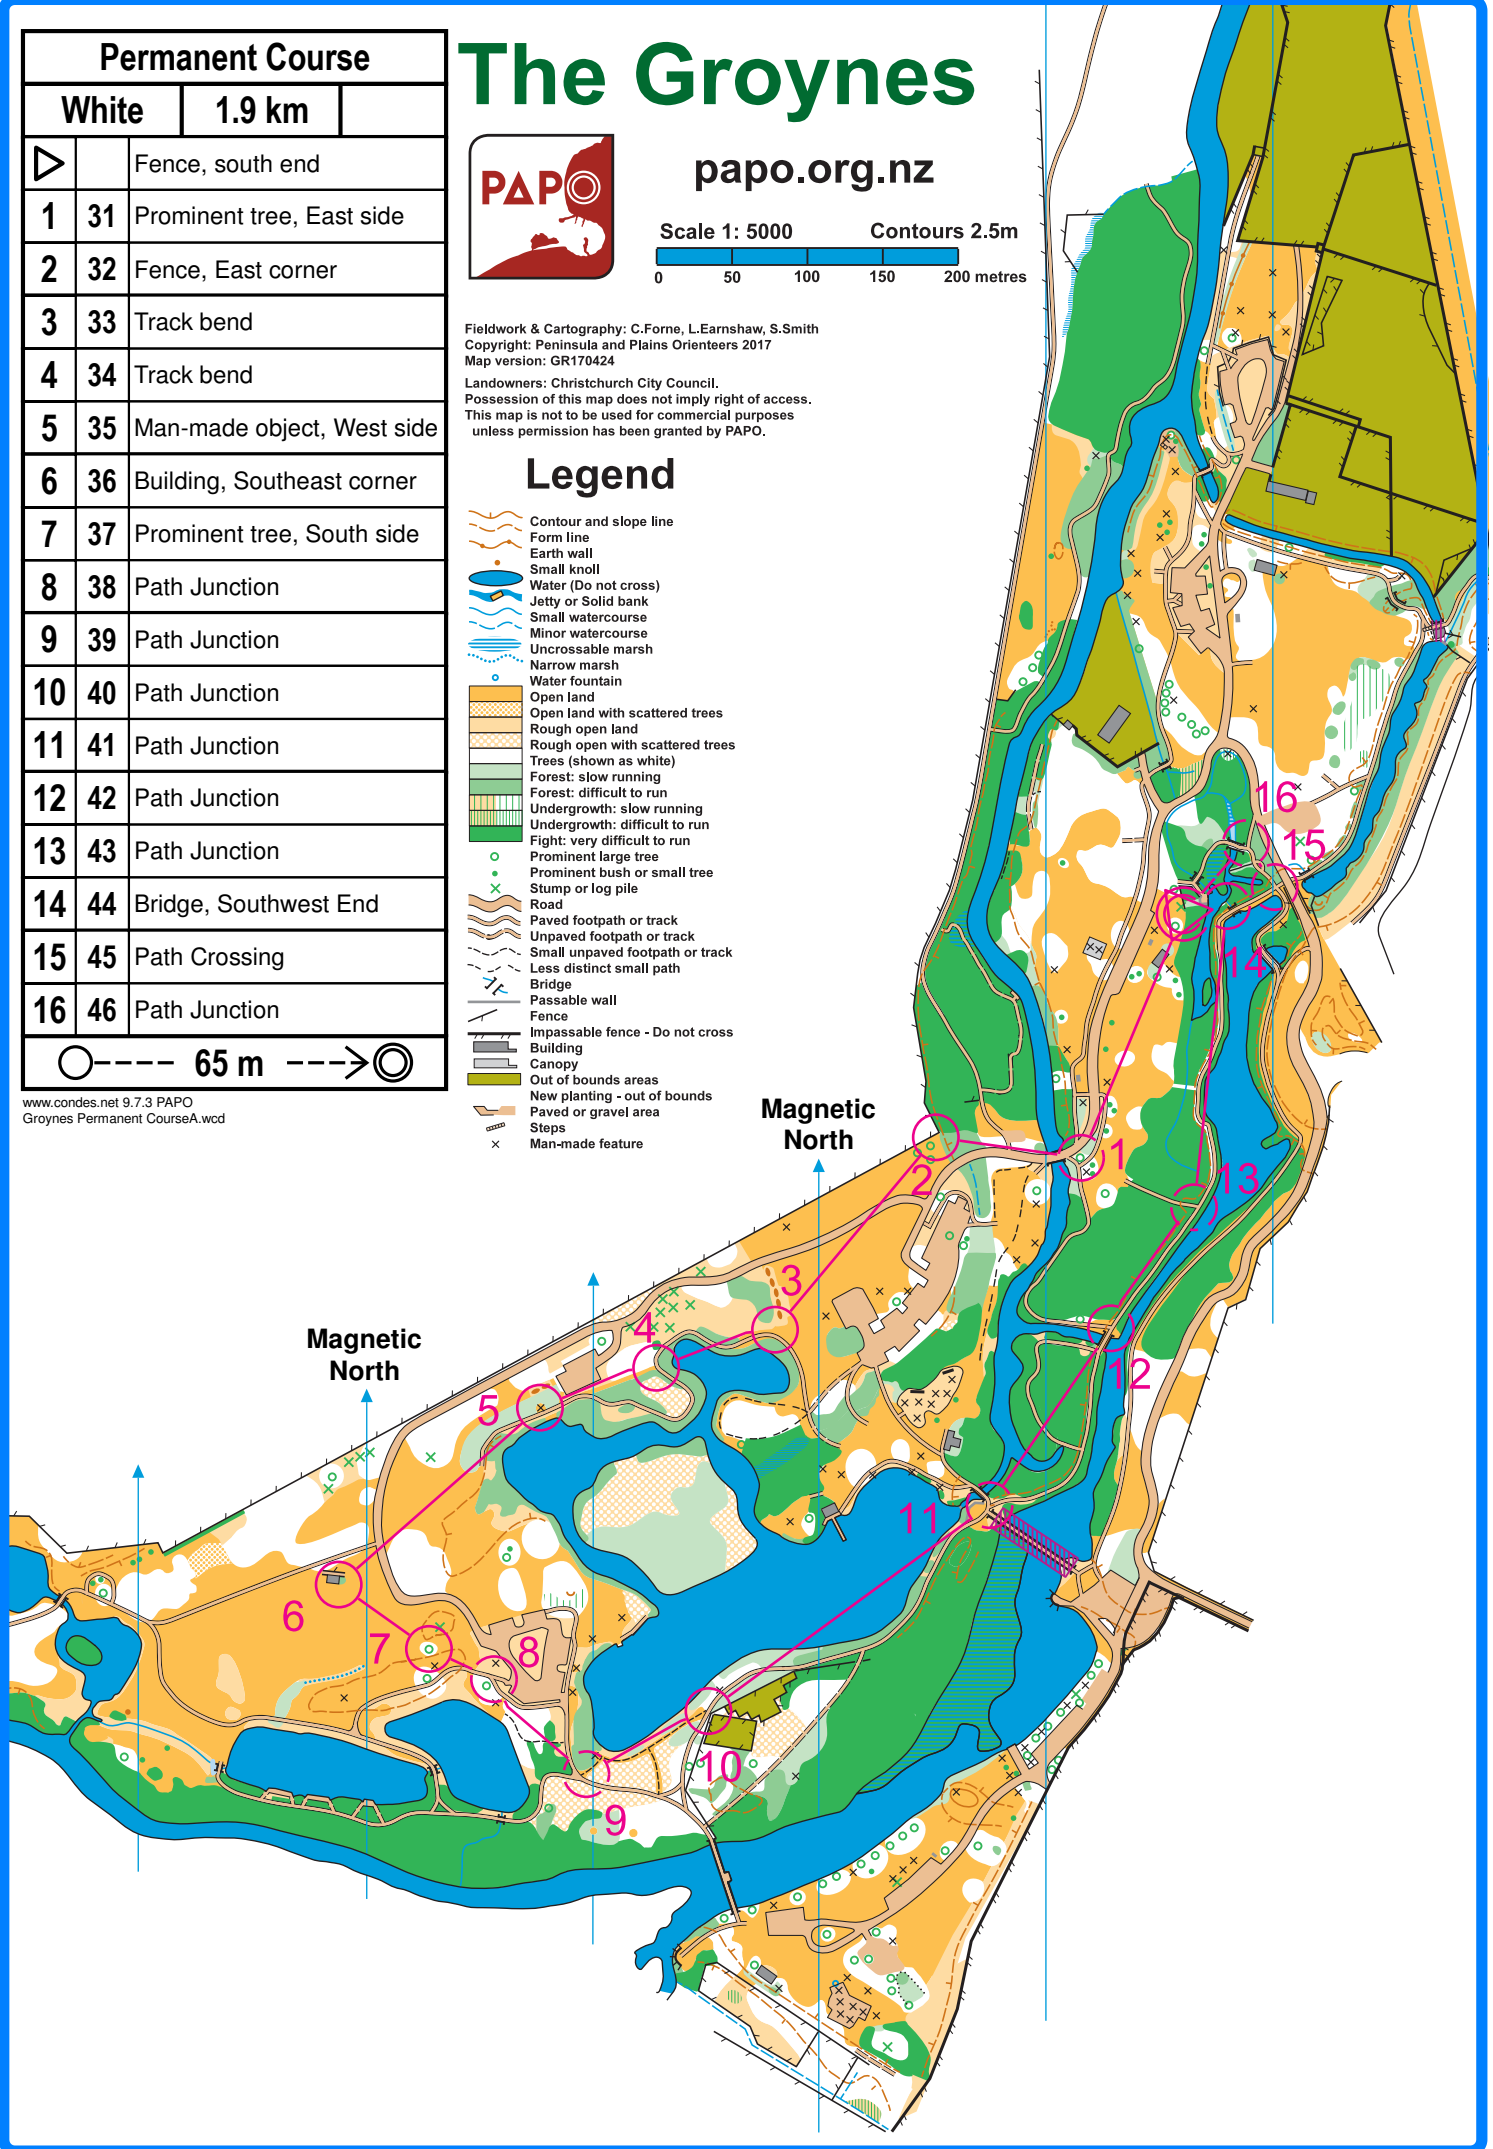 Permanent Course
White 1.9 km
Fence, south end
1 31 Prominent tree, East side
2 32 Fence, East corner
3 33 Track bend
4 34 Track bend
5 35 Man-made object, West side
6 36 Building, Southeast corner
7 37 Prominent tree, South side
8 38 Path Junction
9 39 Path Junction
10 40 Path Junction
11 41 Path Junction
12 42 Path Junction
13 43 Path Junction
14 44 Bridge, Southwest End
15 45 Path Crossing
16 46 Path Junction
65 m
www.condes.net 9.7.3 PAPO
Groynes Permanent CourseA.wcd
The Groynes
PAPO
papo.org.nz
Scale 1: 5000 Contours 2.5m
0 50 100 150 200 metres
Fieldwork & Cartography: C.Forne, L.Earnshaw, S.Smith
Copyright: Peninsula and Plains Orienteers 2017
Map version: GR170424
Landowners: Christchurch City Council.
Possession of this map does not imply right of access.
This map is not to be used for commercial purposes
unless permission has been granted by PAPO.
Legend
Contour and slope line
Form line
Earth wall
Small knoll
Water (Do not cross)
Jetty or Solid bank
Small watercourse
Minor watercourse
Uncrossable marsh
Narrow marsh
Water fountain
Open land
Open land with scattered trees
Rough open land
Rough open with scattered trees
Trees (shown as white)
Forest: slow running
Forest: difficult to run
Undergrowth: slow running
Undergrowth: difficult to run
Fight: very difficult to run
Prominent large tree
Prominent bush or small tree
Stump or log pile
Road
Paved footpath or track
Unpaved footpath or track
Small unpaved footpath or track
Less distinct small path
Bridge
Passable wall
Fence
Impassable fence - Do not cross
Building
Canopy
Out of bounds areas
New planting - out of bounds
Paved or gravel area
Steps
Man-made feature
Magnetic
North
Magnetic
North
16
15
14
1
2
13
3
4
12
5
11
6
7
8
10
9